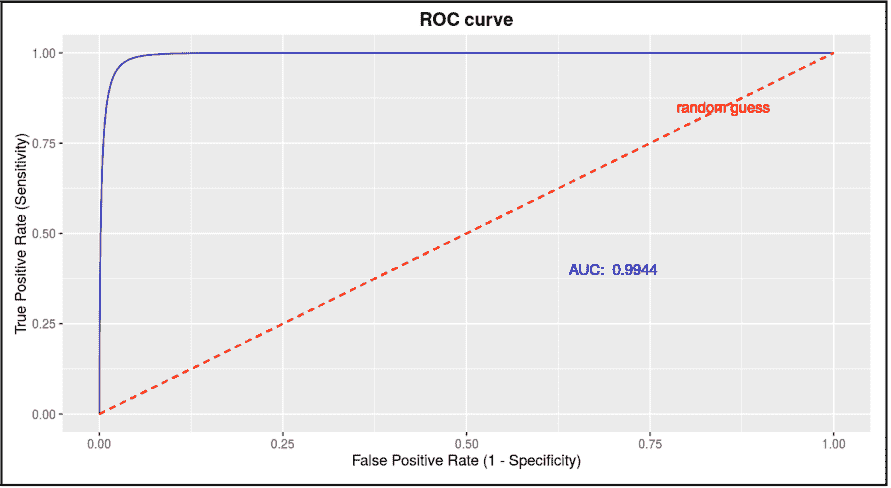 ROC curve
True Positive Rate (Sensitivity)
1.00
0.75
0.50
0.25
0.00
random guess
AUC: 0.9944
0.00 0.25 0.50 0.75 1.00
False Positive Rate (1 - Specificity)